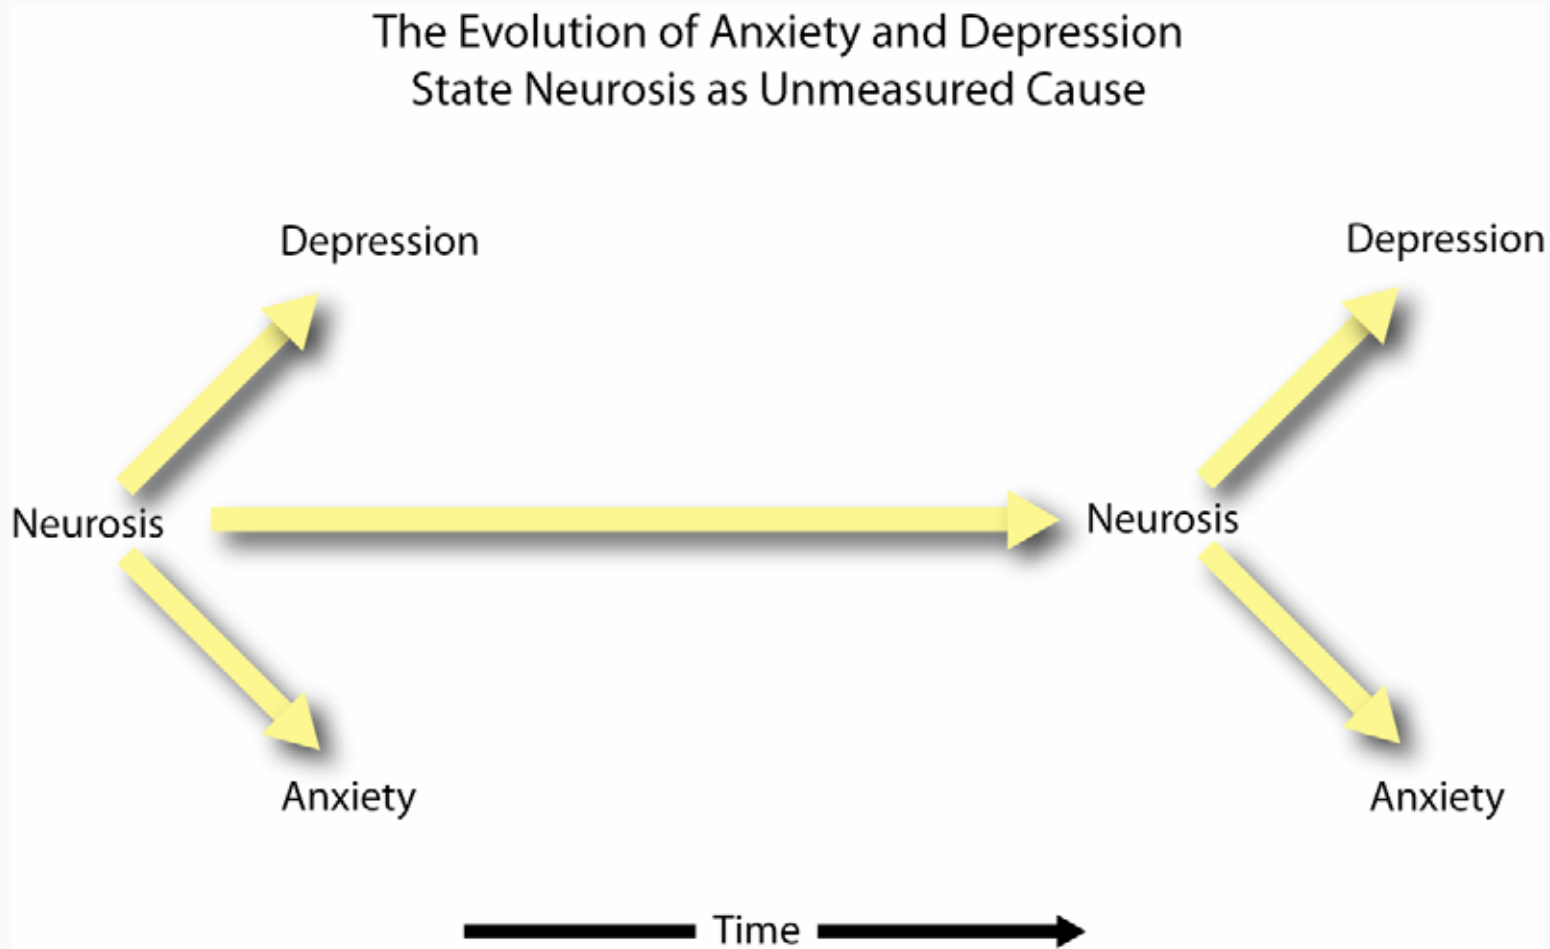 The Evolution of Anxiety and Depression
State Neurosis as Unmeasured Cause
Depression
Depression
Neurosis
Neurosis
Anxiety
Anxiety
Time